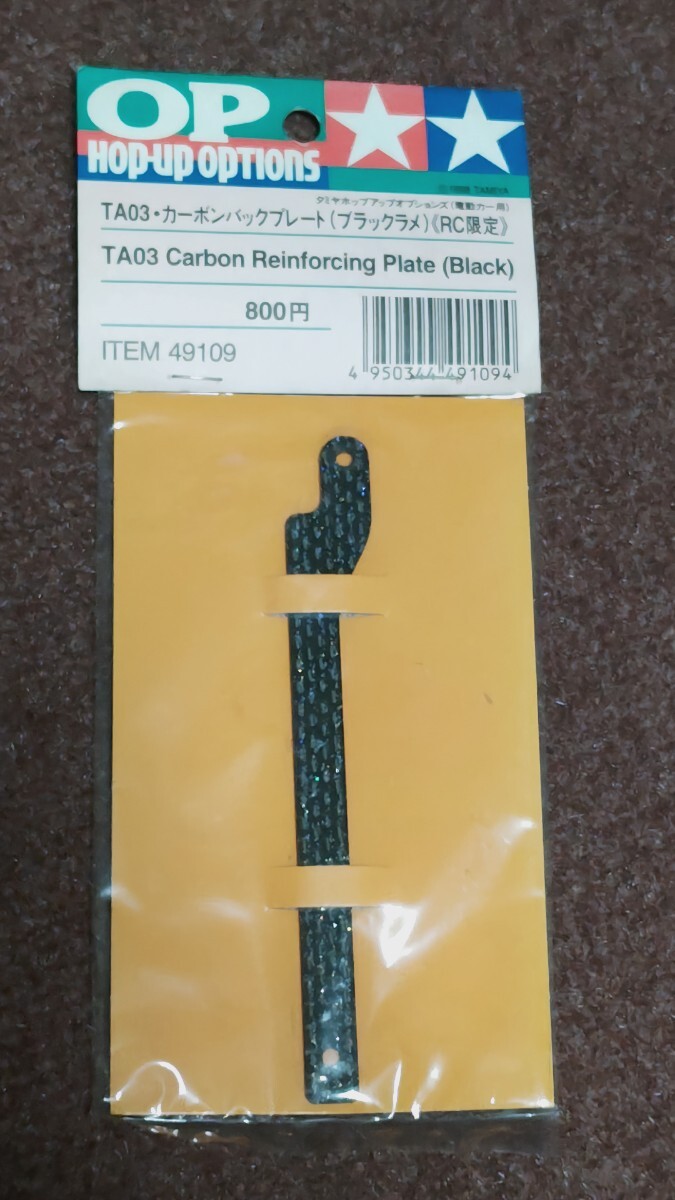 OP
HOP-UP OPTIONS
© 1998 TAMIYA
タミヤホップアップオプションズ(電動カー用)
TA03・カーボンバックプレート(ブラックラメ)《RC限定》
TA03 Carbon Reinforcing Plate (Black)
800円
ITEM 49109
4 950344 491094